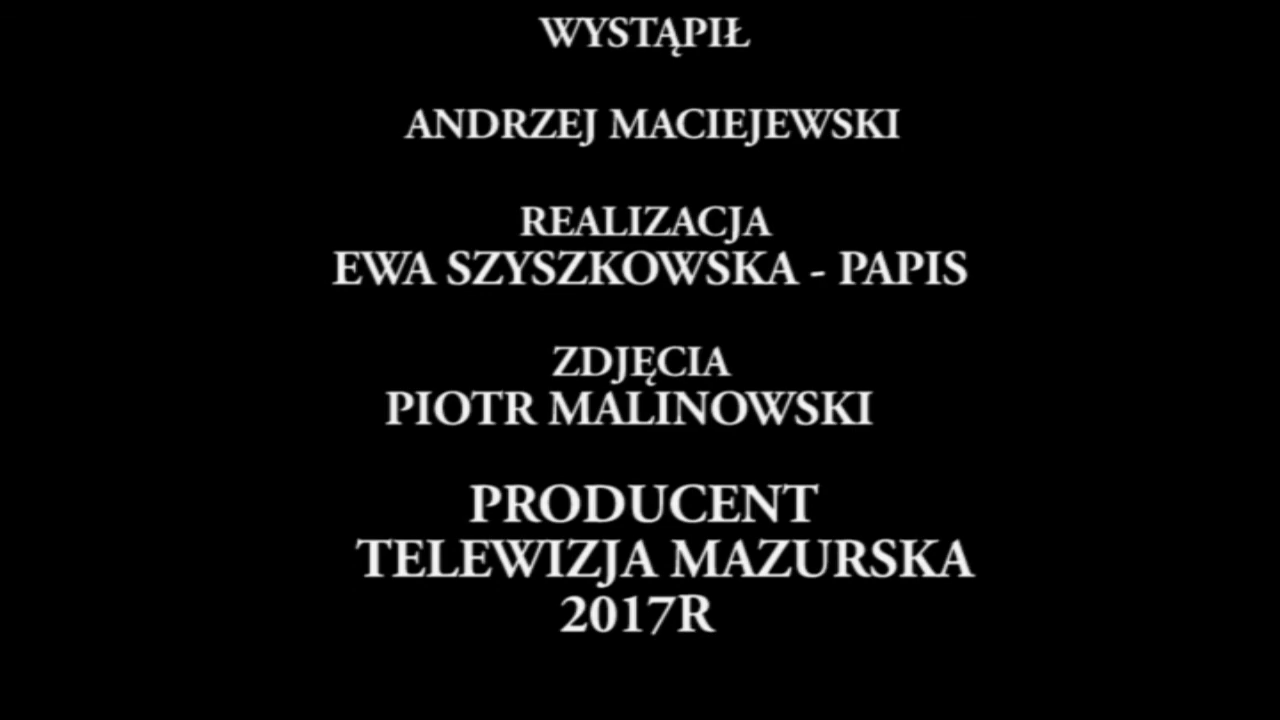 WYSTĄPIŁ
ANDRZEJ MACIEJEWSKI
REALIZACJA
EWA SZYSZKOWSKA - PAPIS
ZDJĘCIA
PIOTR MALINOWSKI
PRODUCENT
TELEWIZJA MAZURSKA
2017R